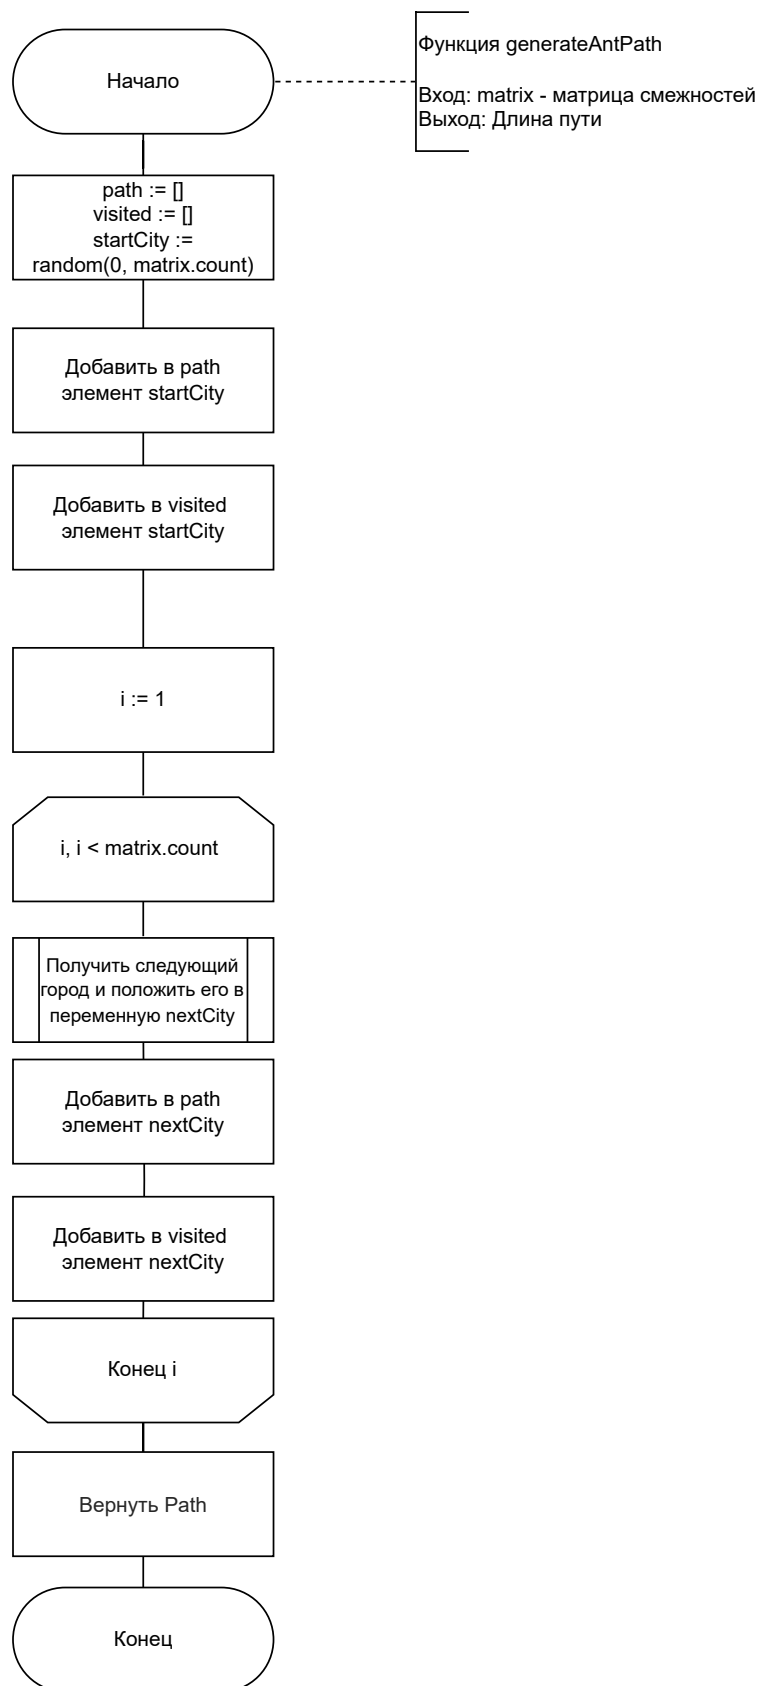 Начало
Функция generateAntPath
Вход: matrix - матрица смежностей
Выход: Длина пути
path := []
visited := []
startCity :=
random(0, matrix.count)
Добавить в path
элемент startCity
Добавить в visited
элемент startCity
i := 1
i, i < matrix.count
Получить следующий
город и положить его в
переменную nextCity
Добавить в path
элемент nextCity
Добавить в visited
элемент nextCity
Конец i
Вернуть Path
Конец